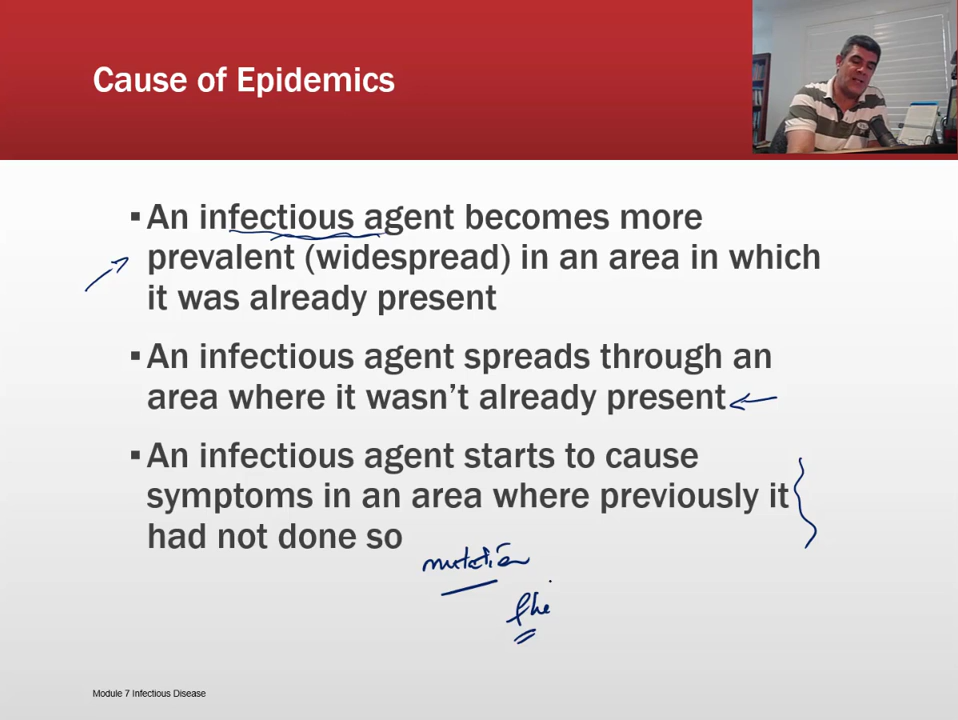 Cause of Epidemics
▪ An infectious agent becomes more
prevalent (widespread) in an area in which
it was already present
▪ An infectious agent spreads through an
area where it wasn’t already present
▪ An infectious agent starts to cause
symptoms in an area where previously it
had not done so
mutation
Module 7 Infectious Disease